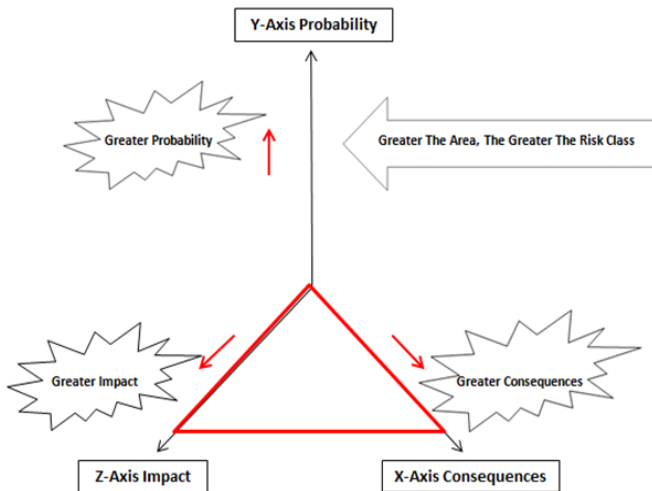 Y-Axis Probability
Greater Probability
Greater The Area, The Greater The Risk Class
Greater Impact
Greater Consequences
Z-Axis Impact
X-Axis Consequences